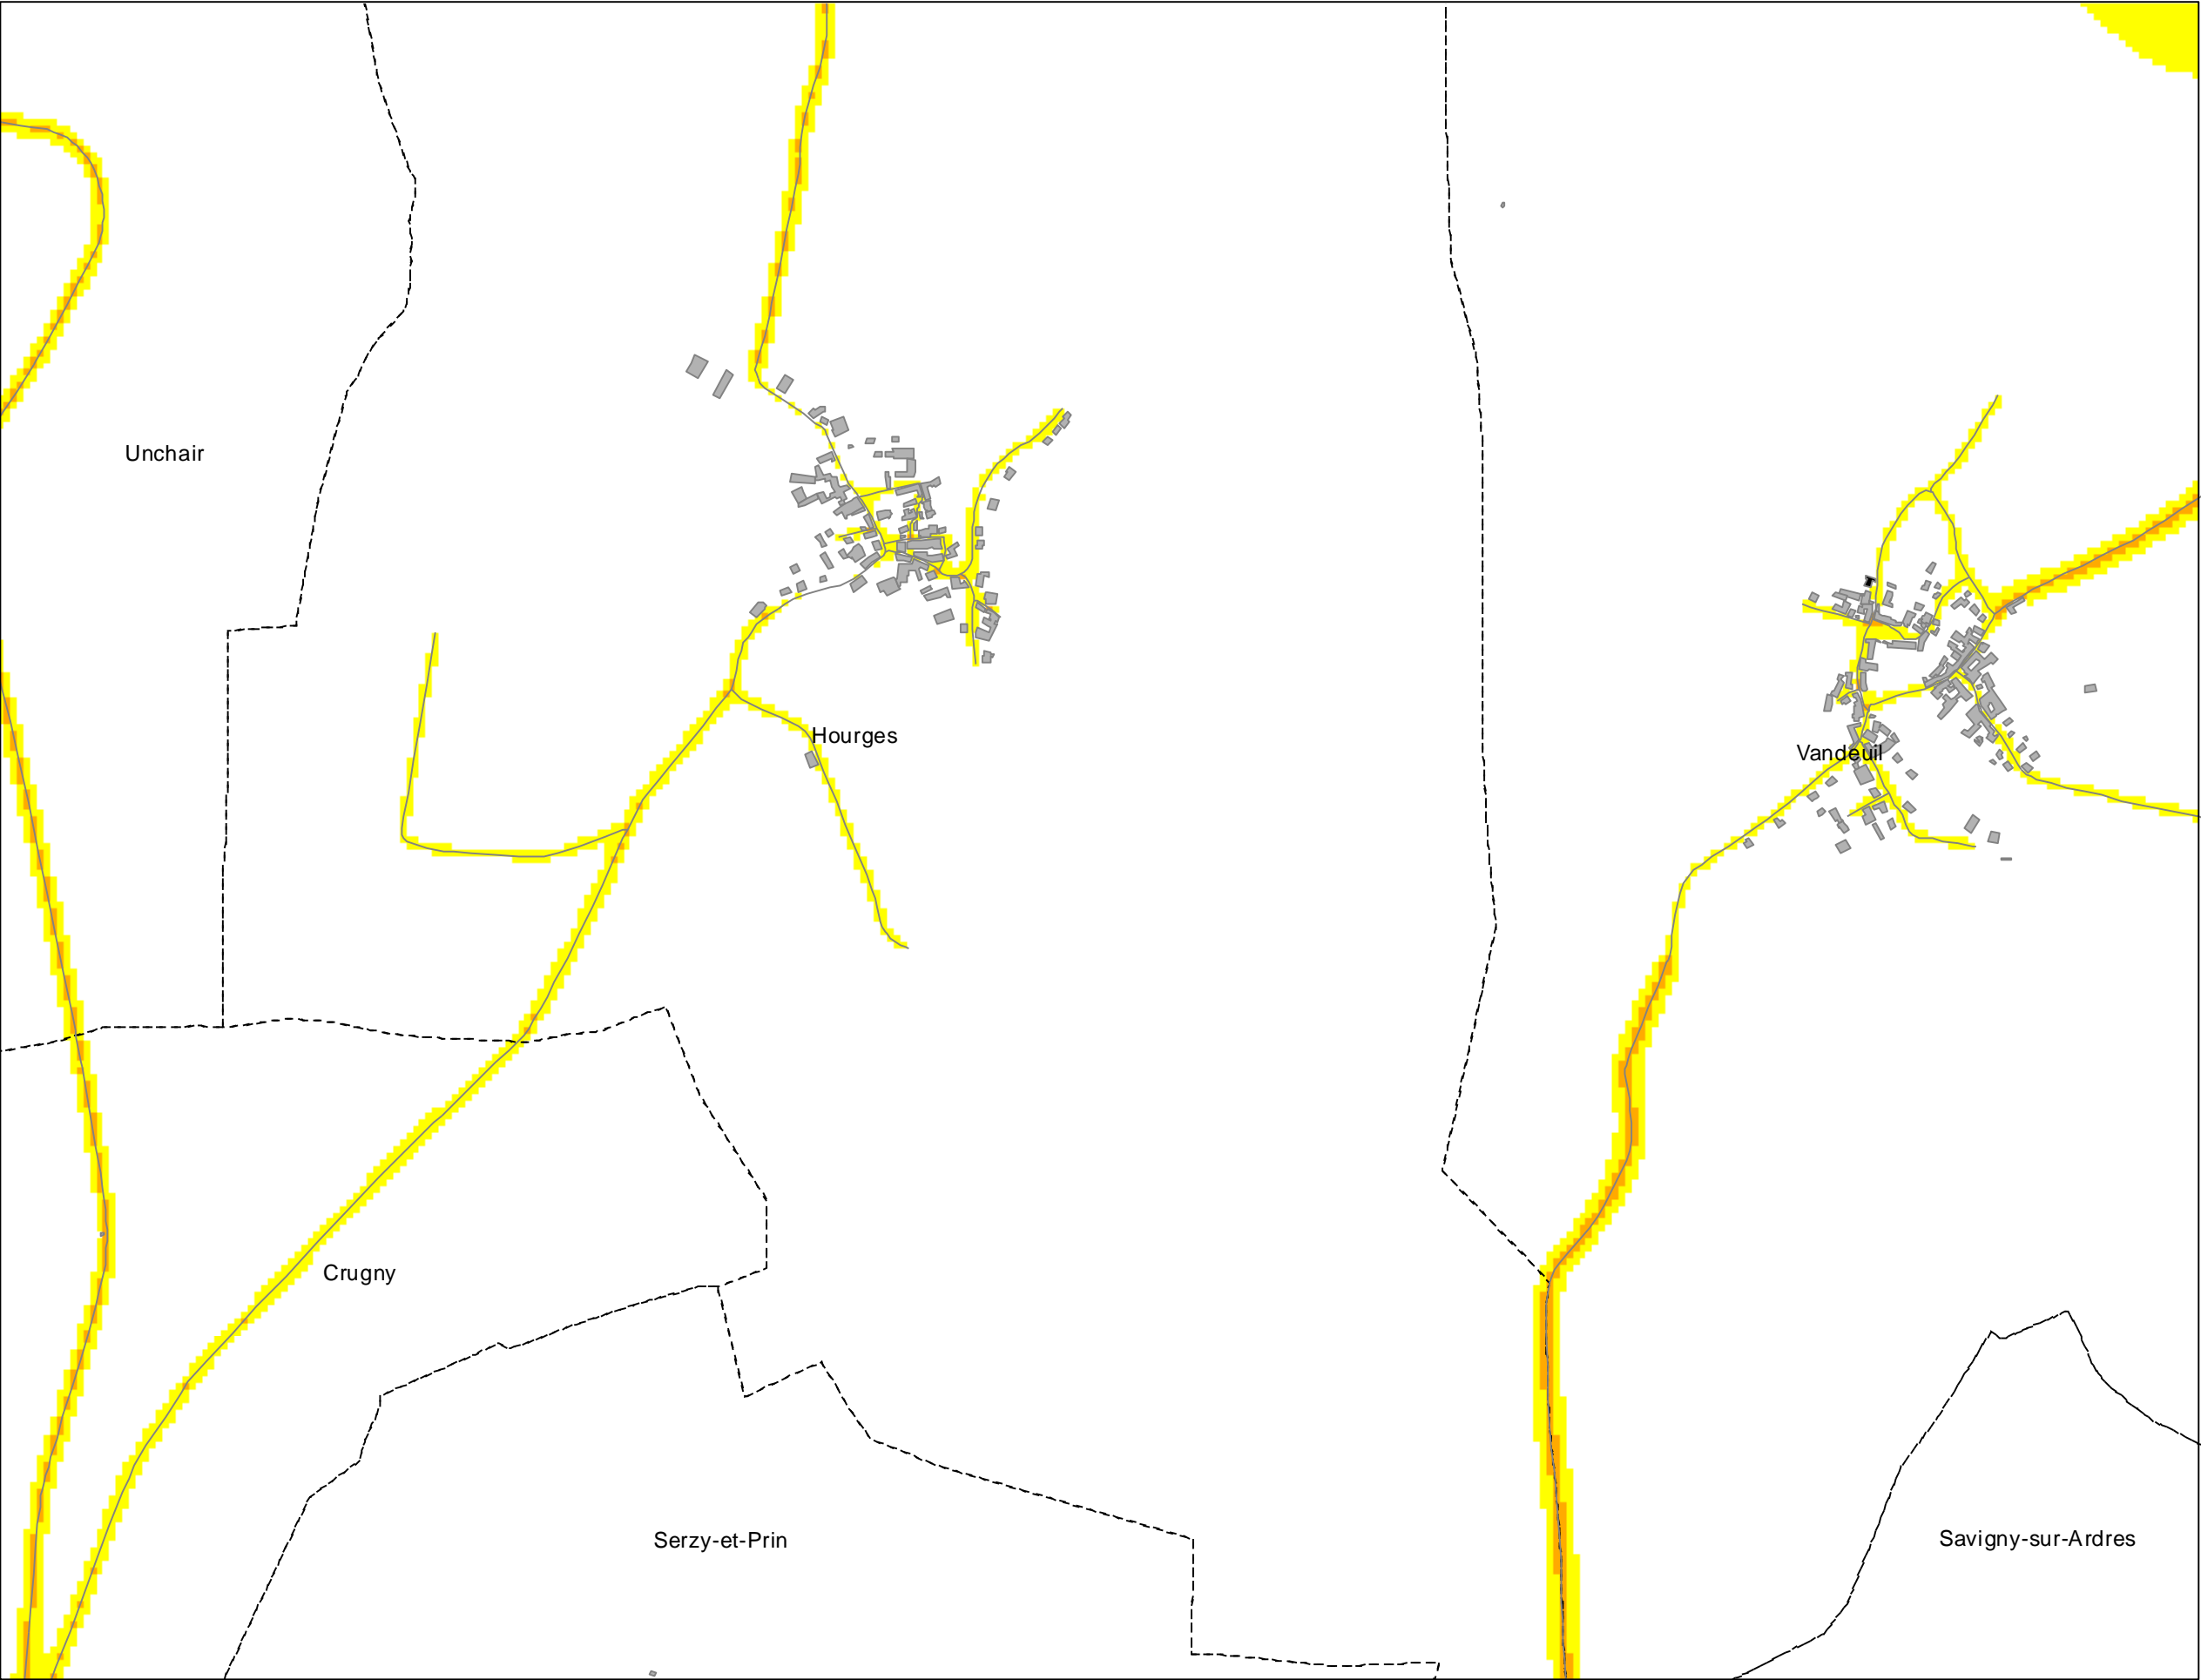 Unchair
Hourges
Vandeuil
Crugny
Serzy-et-Prin
Savigny-sur-Ardres